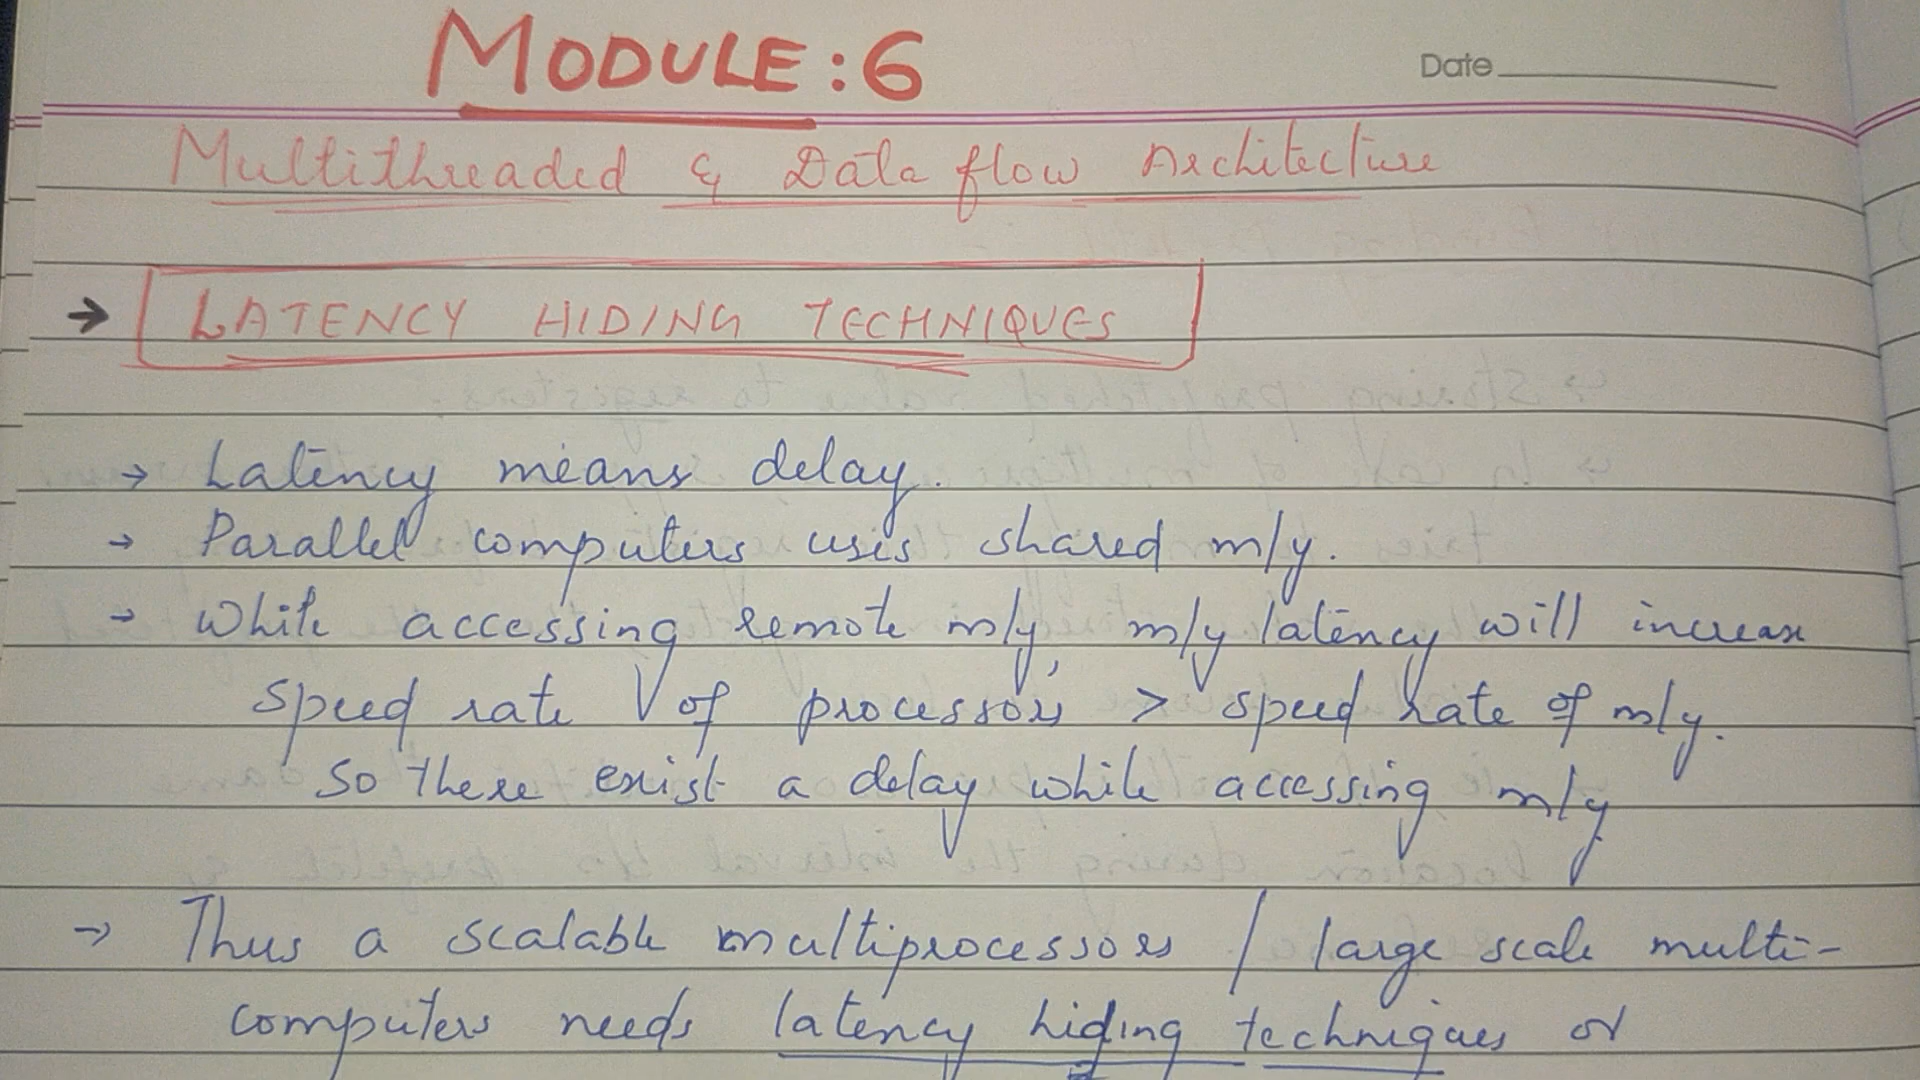 MODULE : 6
Date
Multithreaded & Data flow Architecture
→ LATENCY HIDING TECHNIQUES
→ Latency means delay.
→ Parallel computers uses shared m/y.
→ While accessing remote m/y, m/y latency will increase
speed rate of processors > speed rate of m/y.
So there exist a delay while accessing m/y
→ Thus a scalable multiprocessors / large scale multi-
computers needs latency hiding techniques or